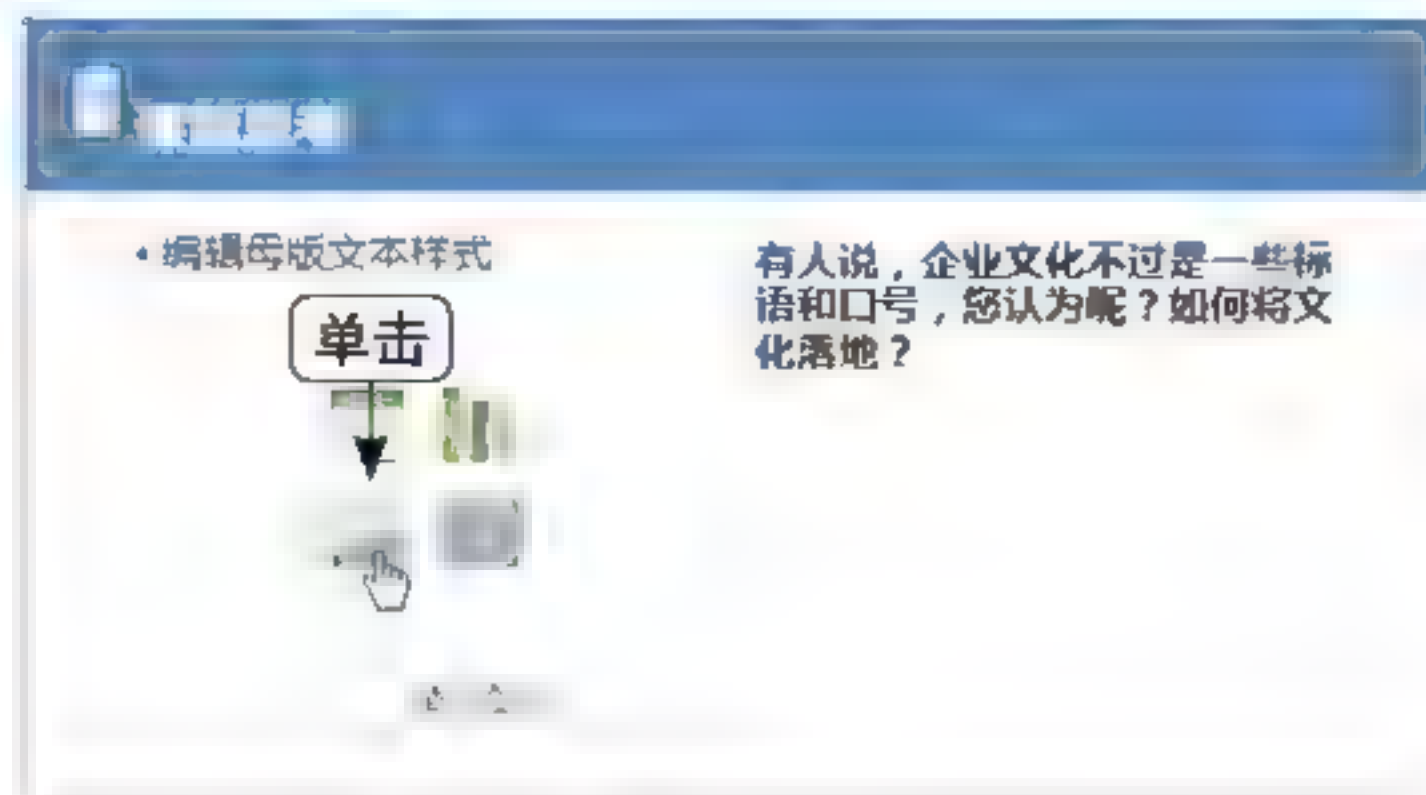 编辑母版文本样式
单击
有人说，企业文化不过是一些标
语和口号，您认为呢？如何将文
化落地？